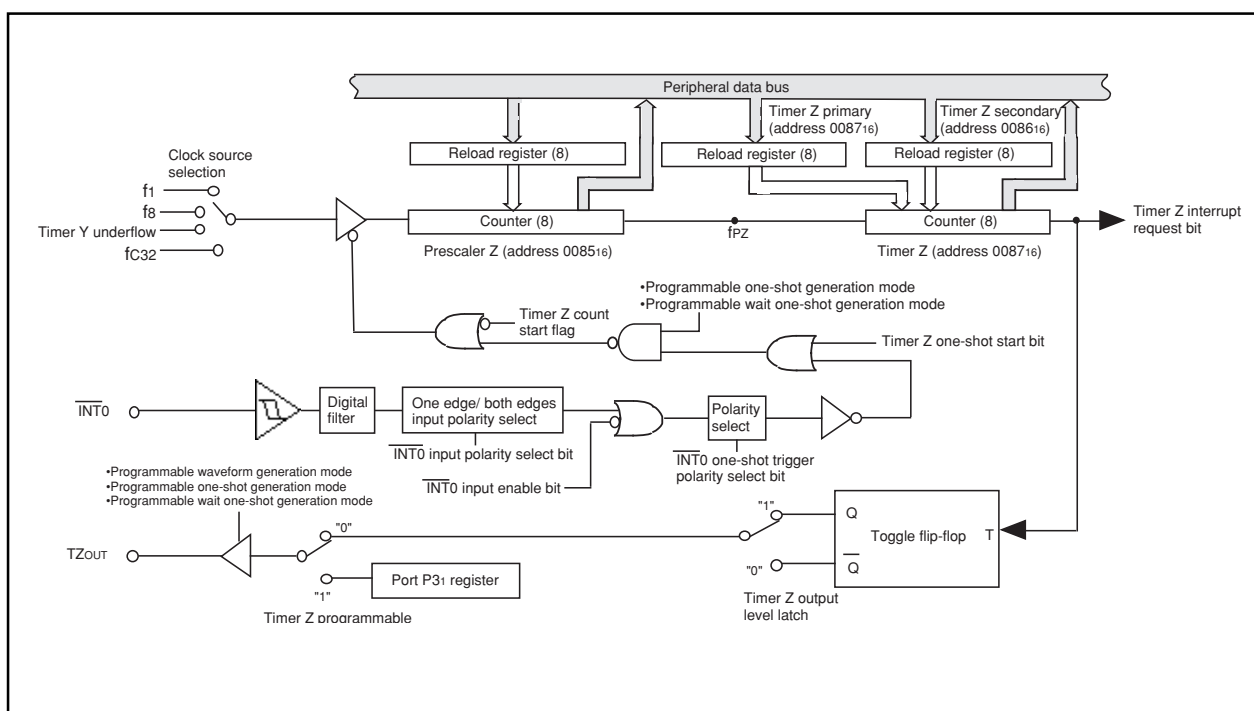 Peripheral data bus
Timer Z primary
(address 008716)
Timer Z secondary
(address 008616)
Reload register (8)
Reload register (8)
Reload register (8)
Clock source
selection
f1
f8
Timer Y underflow
fC32
Counter (8)
fPZ
Counter (8)
Timer Z interrupt
request bit
Prescaler Z (address 008516)
Timer Z (address 008716)
•Programmable one-shot generation mode
•Programmable wait one-shot generation mode
Timer Z count
start flag
Timer Z one-shot start bit
INT0
Digital
filter
One edge/ both edges
input polarity select
Polarity
select
INT0 input polarity select bit
INT0 one-shot trigger
polarity select bit
INT0 input enable bit
•Programmable waveform generation mode
•Programmable one-shot generation mode
•Programmable wait one-shot generation mode
"0"
"1"
Q
Toggle flip-flop
T
TZOUT
"0"
Q
"1"
Port P31 register
Timer Z output
level latch
Timer Z programmable